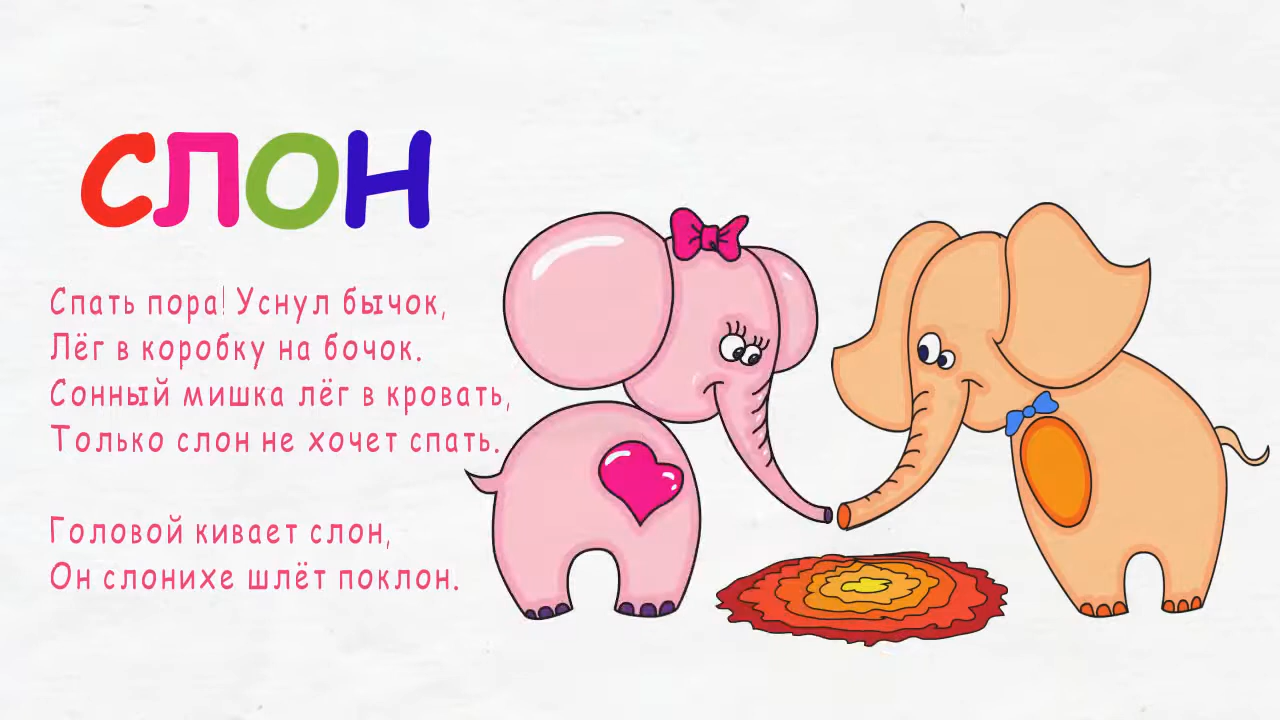 СЛОН
Спать пора! Уснул бычок,
Лёг в коробку на бочок.
Сонный мишка лёг в кровать,
Только слон не хочет спать.
Головой кивает слон,
Он слонихе шлёт поклон.